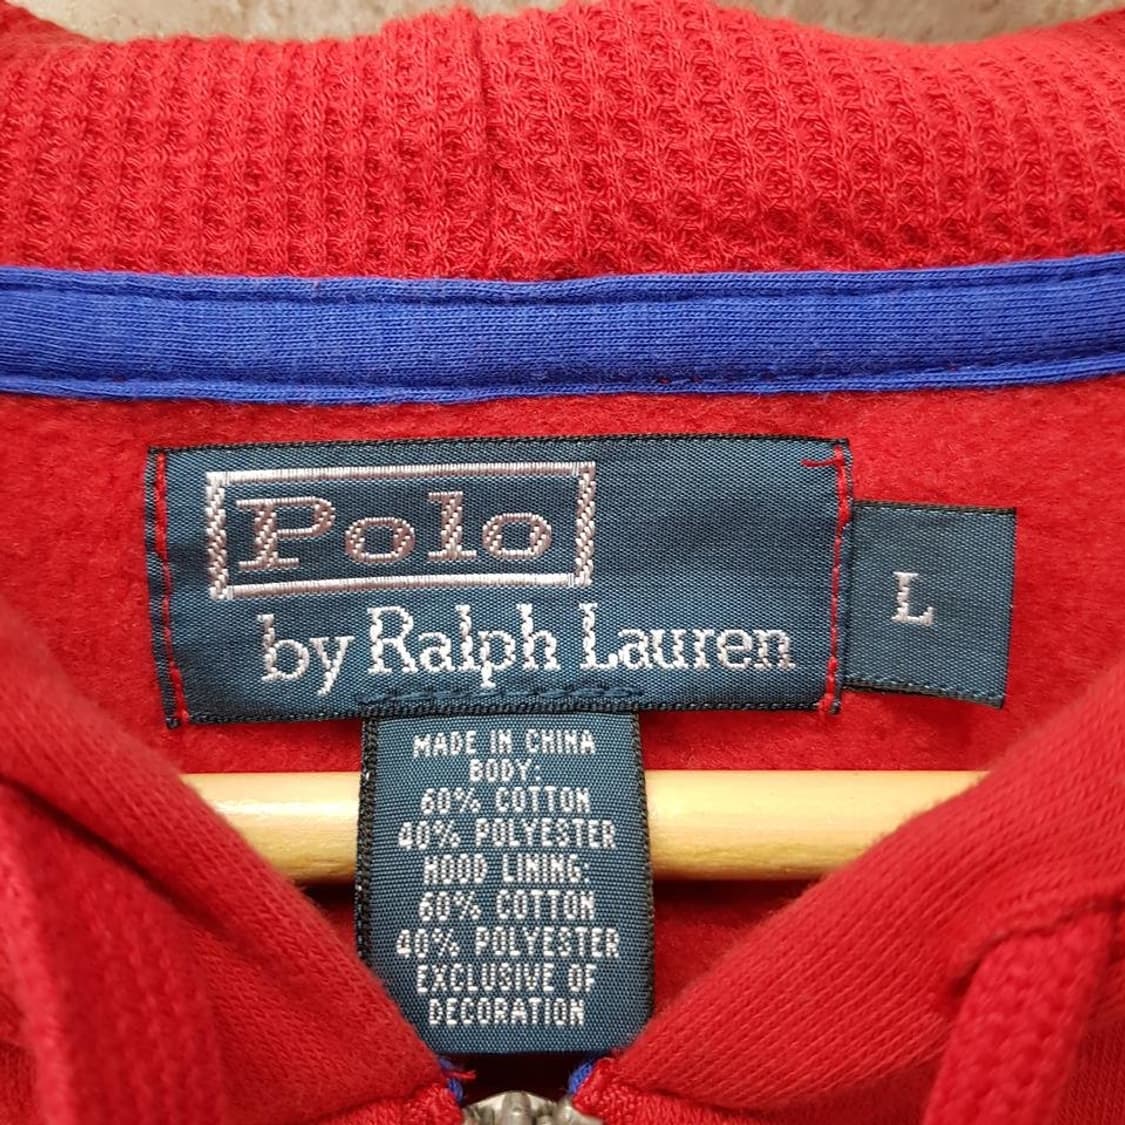 Polo
by Ralph Lauren
L
MADE IN CHINA
BODY:
60% COTTON
40% POLYESTER
HOOD LINING:
60% COTTON
40% POLYESTER
EXCLUSIVE OF
DECORATION